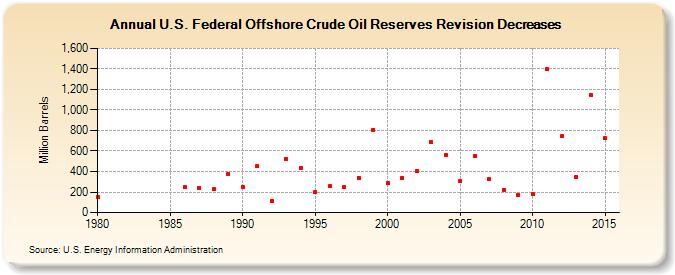 Annual U.S. Federal Offshore Crude Oil Reserves Revision Decreases
Million Barrels
1,600
1,400
1,200
1,000
800
600
400
200
0
1980 1985 1990 1995 2000 2005 2010 2015
Source: U.S. Energy Information Administration